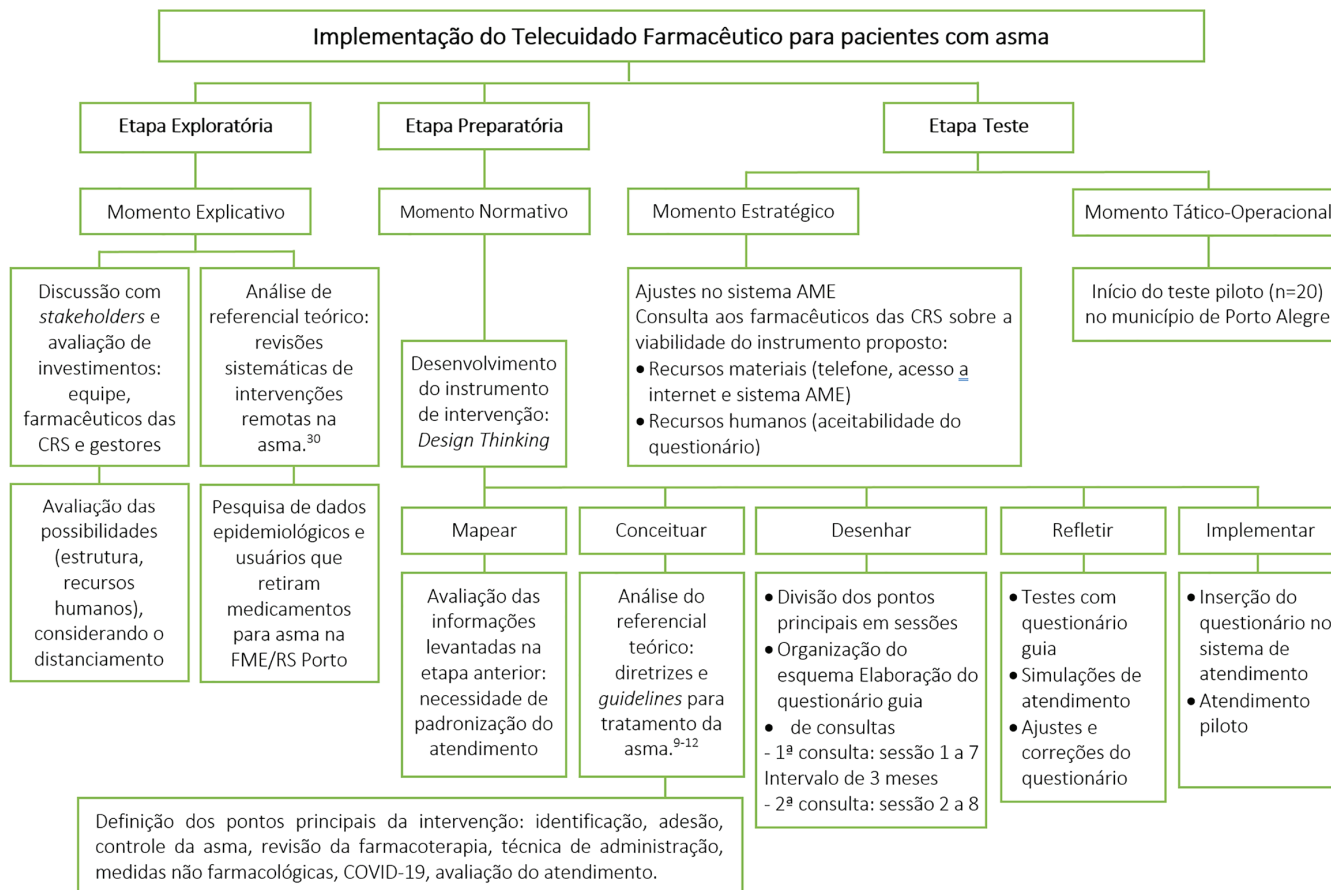 Implementação do Telecuidado Farmacêutico para pacientes com asma
Etapa Exploratória
Etapa Preparatória
Etapa Teste
Momento Explicativo
Momento Normativo
Momento Estratégico
Momento Tático-Operacional
Discussão com
stakeholders e
avaliação de
investimentos:
equipe,
farmacêuticos das
CRS e gestores
Análise de
referencial teórico:
revisões
sistemáticas de
intervenções
remotas na
asma.30
Desenvolvimento
do instrumento
de intervenção:
Design Thinking
Ajustes no sistema AME
Consulta aos farmacêuticos das CRS sobre a
viabilidade do instrumento proposto:
• Recursos materiais (telefone, acesso a
internet e sistema AME)
• Recursos humanos (aceitabilidade do
questionário)
Início do teste piloto (n=20)
no município de Porto Alegre
Avaliação das
possibilidades
(estrutura,
recursos
humanos),
considerando o
distanciamento
Pesquisa de dados
epidemiológicos e
usuários que
retiram
medicamentos
para asma na
FME/RS Porto
Mapear
Conceituar
Desenhar
Refletir
Implementar
Avaliação das
informações
levantadas na
etapa anterior:
necessidade de
padronização do
atendimento
Análise do
referencial
teórico:
diretrizes e
guidelines para
tratamento da
asma.9-12
• Divisão dos pontos
principais em sessões
• Organização do
esquema Elaboração do
questionário guia
• de consultas
- 1ª consulta: sessão 1 a 7
Intervalo de 3 meses
- 2ª consulta: sessão 2 a 8
• Testes com
questionário
guia
• Simulações de
atendimento
• Ajustes e
correções do
questionário
• Inserção do
questionário no
sistema de
atendimento
• Atendimento
piloto
Definição dos pontos principais da intervenção: identificação, adesão,
controle da asma, revisão da farmacoterapia, técnica de administração,
medidas não farmacológicas, COVID-19, avaliação do atendimento.